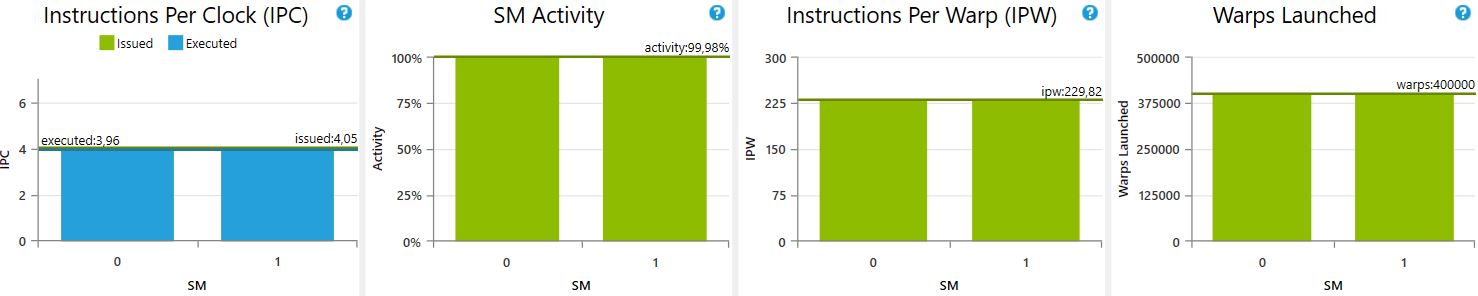 Instructions Per Clock (IPC) ?
Issued Executed
6
4
2
0
IPC
executed:3,96
issued:4,05
0 1
SM
SM Activity ?
activity:99,98%
100%
75%
50%
25%
0%
Activity
0 1
SM
Instructions Per Warp (IPW) ?
300
225
150
75
0
IPW
ipw:229,82
0 1
SM
Warps Launched ?
500000
375000
250000
125000
0
Warps Launched
warps:400000
0 1
SM